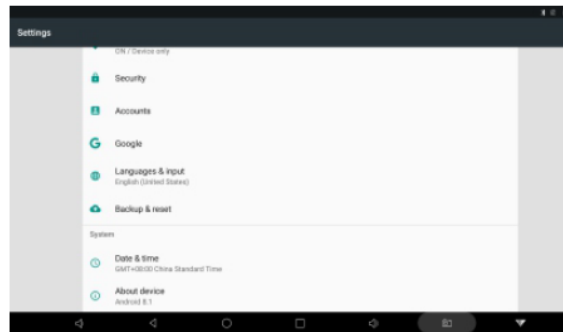 Settings
ON / Device only
Security
Accounts
Google
Languages & input
English (United States)
Backup & reset
System
Date & time
GMT+08:00 China Standard Time
About device
Android 8.1